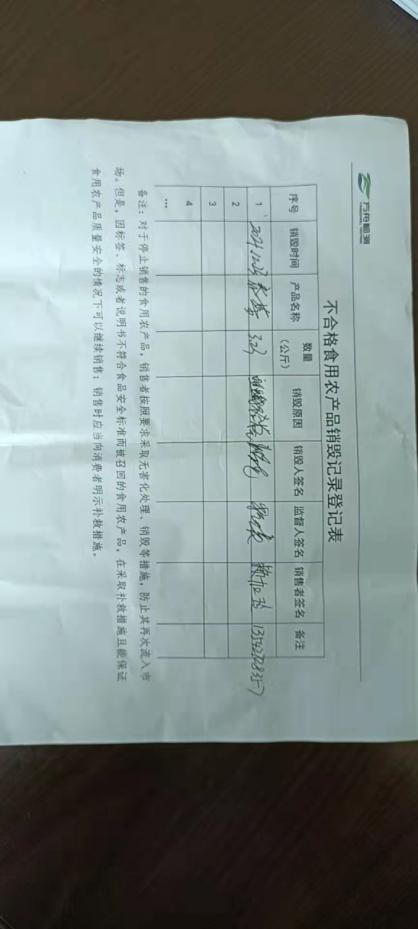 方舟检测
不合格食用农产品销毁记录登记表
序号 销毁时间 产品名称 数量（公斤） 销毁原因 销毁人签名 监督人签名 销售者签名 备注
1
2
3
4
...
备注：对于停止销售的食用农产品，销售者按照要求采取无害化处理、销毁等措施，防止其再次流入市
场。但是，因标签、标志或者说明书不符合食品安全标准而被召回的食用农产品，在采取补救措施且能保证
食用农产品质量安全的情况下可以继续销售；销售时应当向消费者明示补救措施。